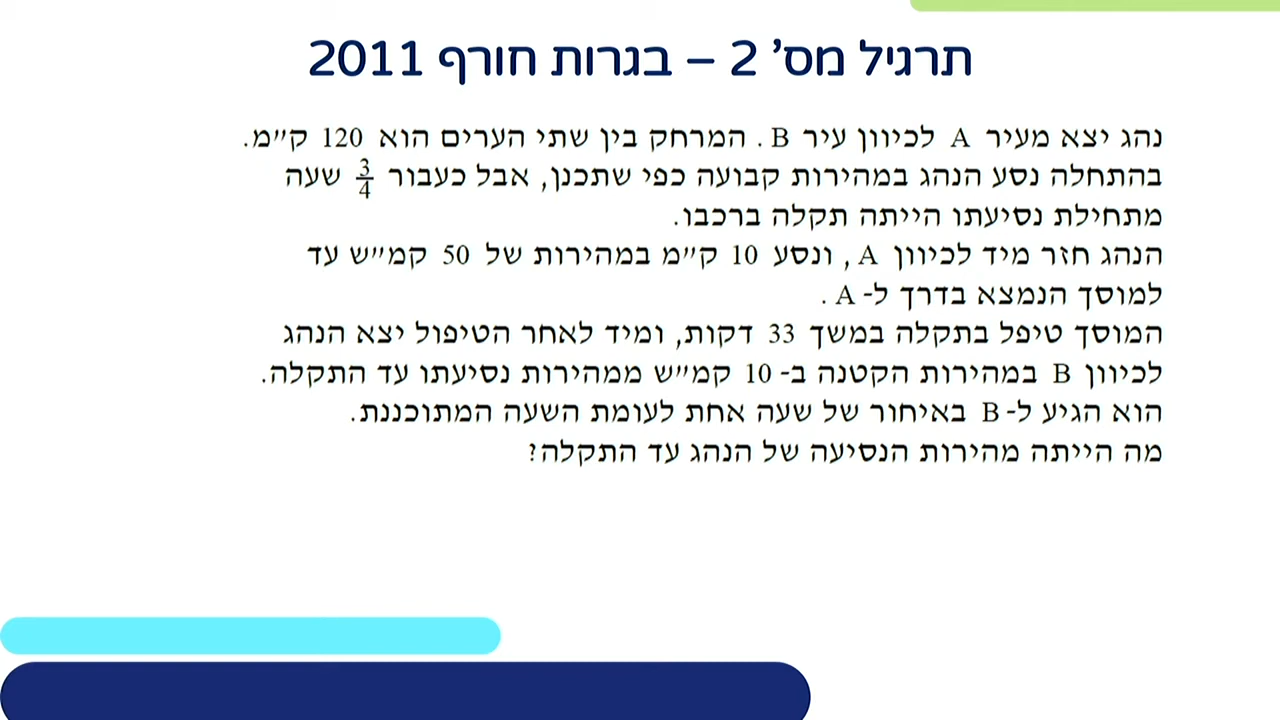 תרגיל מס' 2 – בגרות חורף 2011
נהג יצא מעיר A לכיוון עיר B. המרחק בין שתי הערים הוא 120 ק"מ.
בהתחלה נסע הנהג במהירות קבועה כפי שתכנן, אבל כעבור 3/4 שעה
מתחילת נסיעתו הייתה תקלה ברכבו.
הנהג חזר מיד לכיוון A, ונסע 10 ק"מ במהירות של 50 קמ"ש עד
למוסך הנמצא בדרך ל- A.
המוסך טיפל בתקלה במשך 33 דקות, ומיד לאחר הטיפול יצא הנהג
לכיוון B במהירות הקטנה ב- 10 קמ"ש ממהירות נסיעתו עד התקלה.
הוא הגיע ל- B באיחור של שעה אחת לעומת השעה המתוכננת.
מה הייתה מהירות הנסיעה של הנהג עד התקלה?